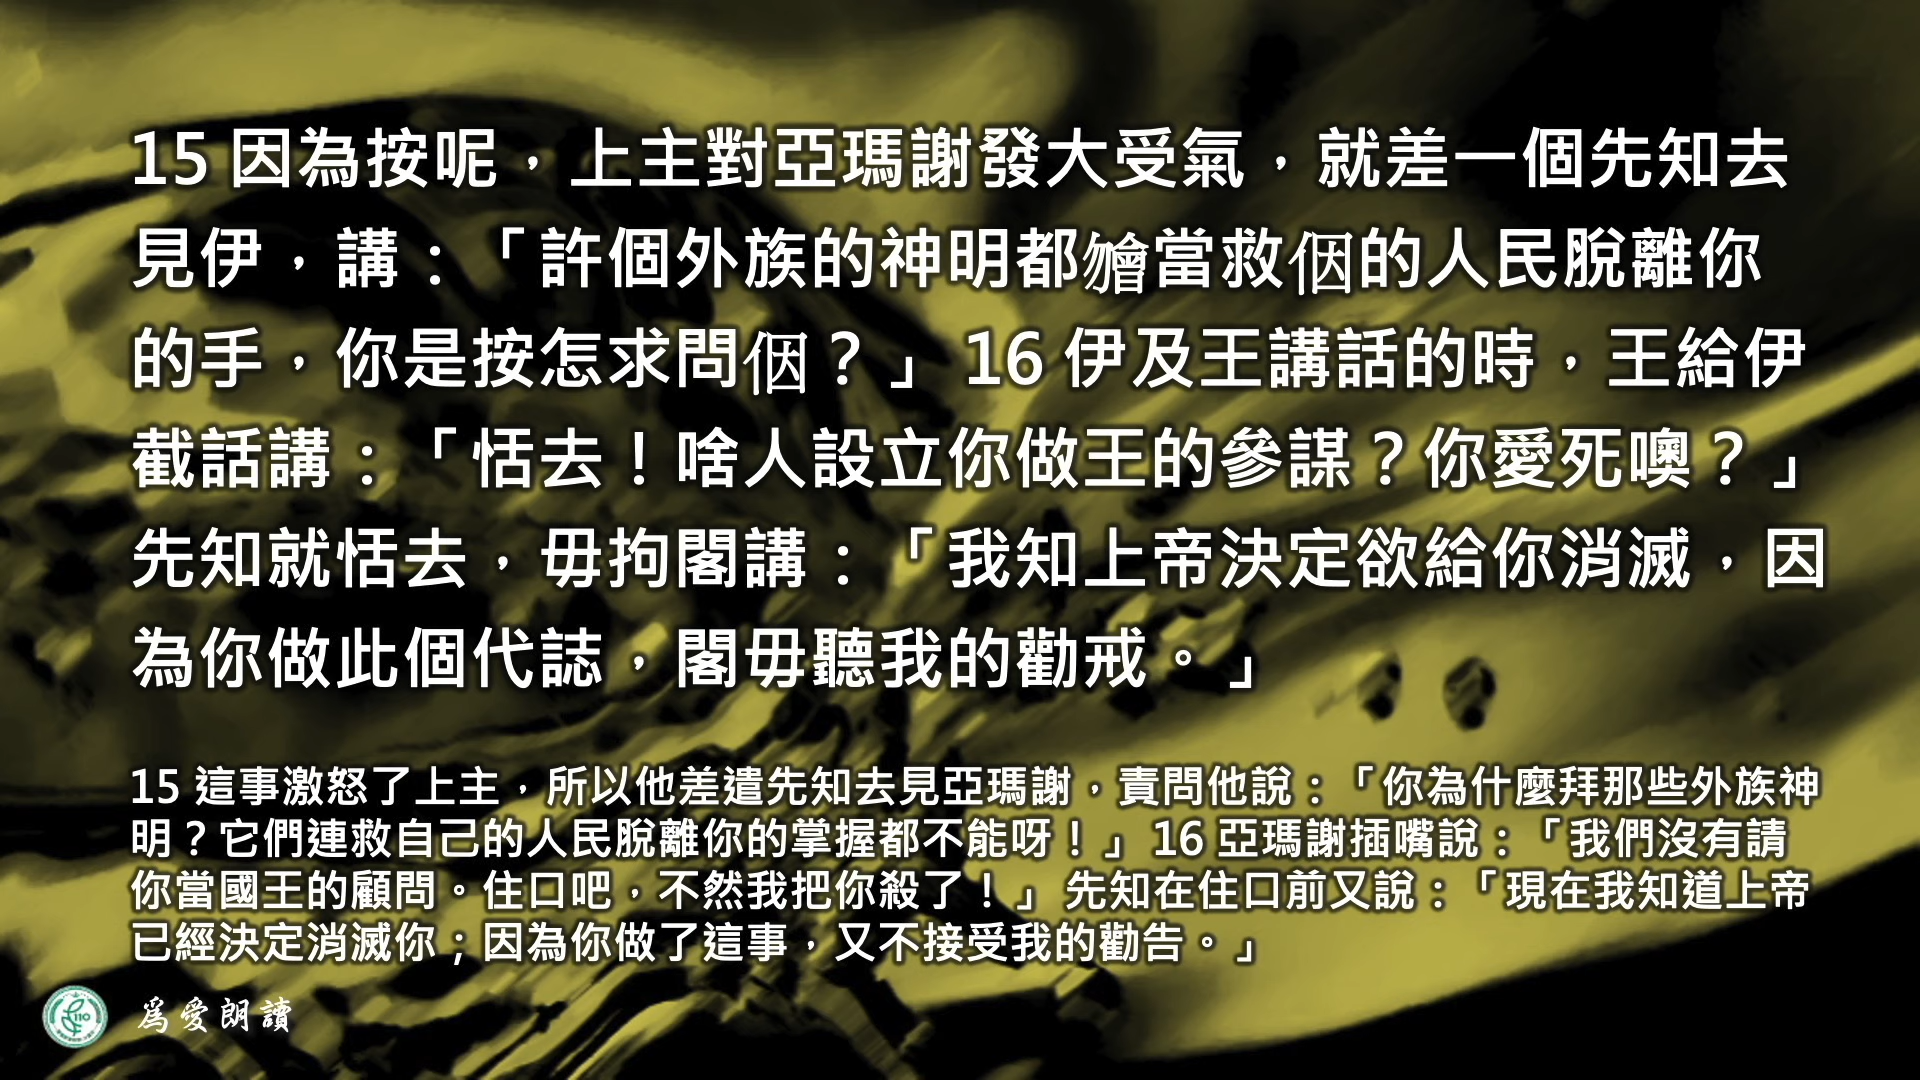 15 因為按呢，上主對亞瑪謝發大受氣，就差一個先知去
見伊，講：「許個外族的神明都𣍐當救𪜶的人民脫離你
的手，你是按怎求問𪜶？」16 伊及王講話的時，王給伊
截話講：「恬去！啥人設立你做王的參謀？你愛死噢？」
先知就恬去，毋拘閣講：「我知上帝決定欲給你消滅，因
為你做此個代誌，閣毋聽我的勸戒。」
15 這事激怒了上主，所以他差遣先知去見亞瑪謝，責問他說：「你為什麼拜那些外族神
明？它們連救自己的人民脫離你的掌握都不能呀！」16 亞瑪謝插嘴說：「我們沒有請
你當國王的顧問。住口吧，不然我把你殺了！」 先知在住口前又說：「現在我知道上帝
已經決定消滅你；因為你做了這事，又不接受我的勸告。」
110
為愛朗讀